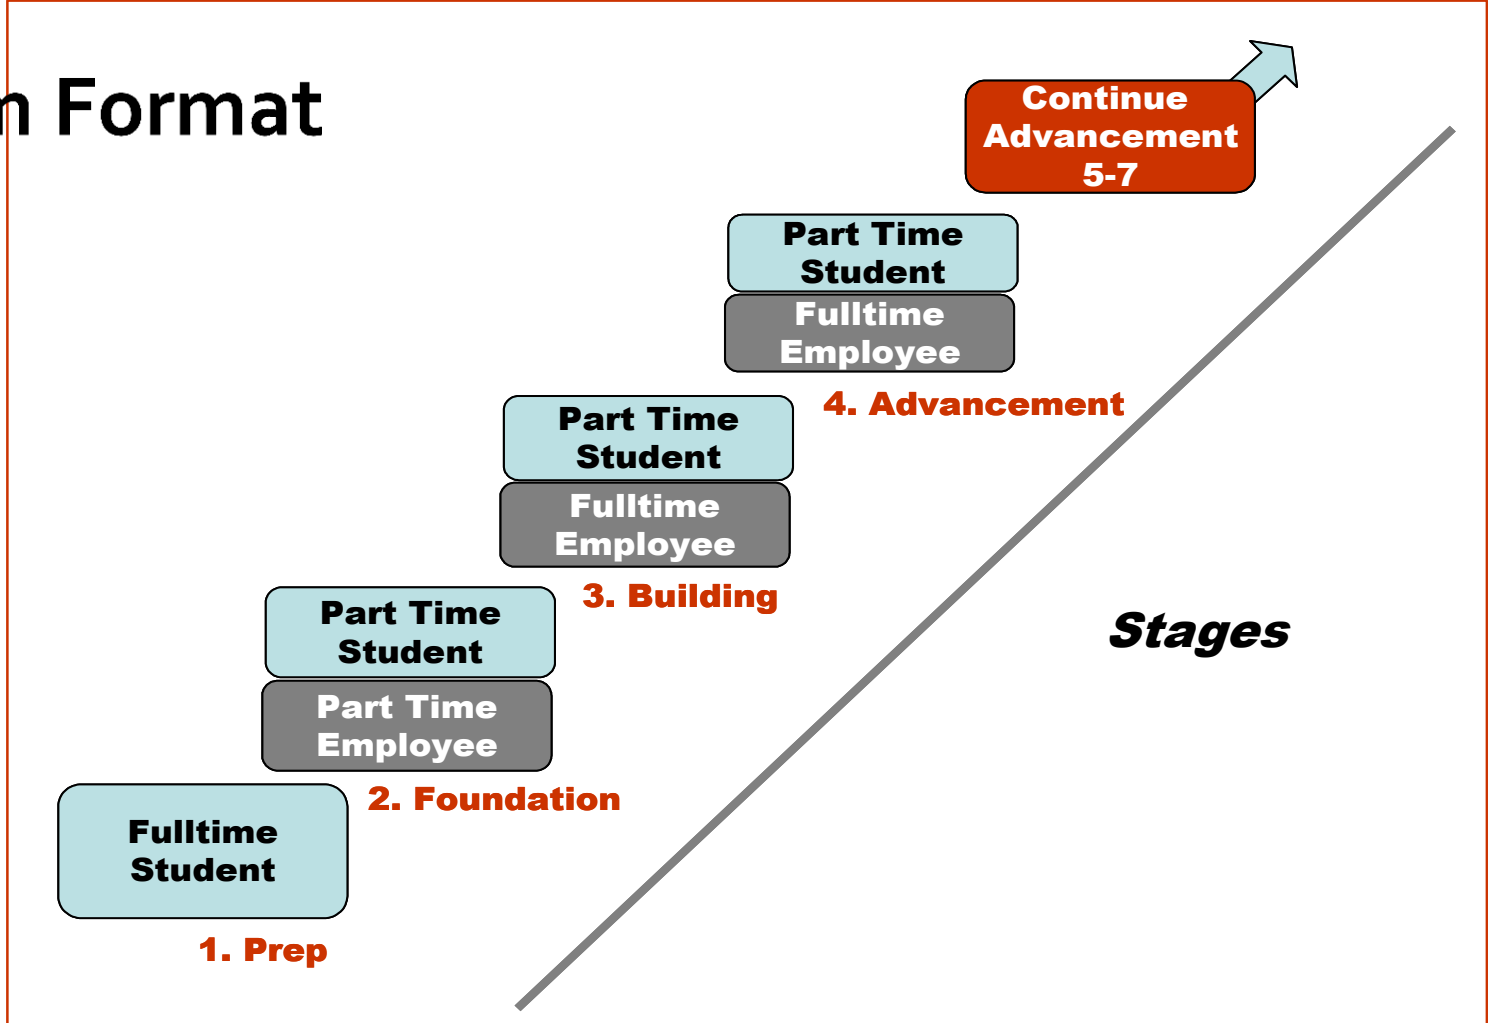 n Format
Continue
Advancement
5-7
Part Time
Student
Fulltime
Employee
4. Advancement
Part Time
Student
Fulltime
Employee
3. Building
Part Time
Student
Part Time
Employee
2. Foundation
Fulltime
Student
1. Prep
Stages